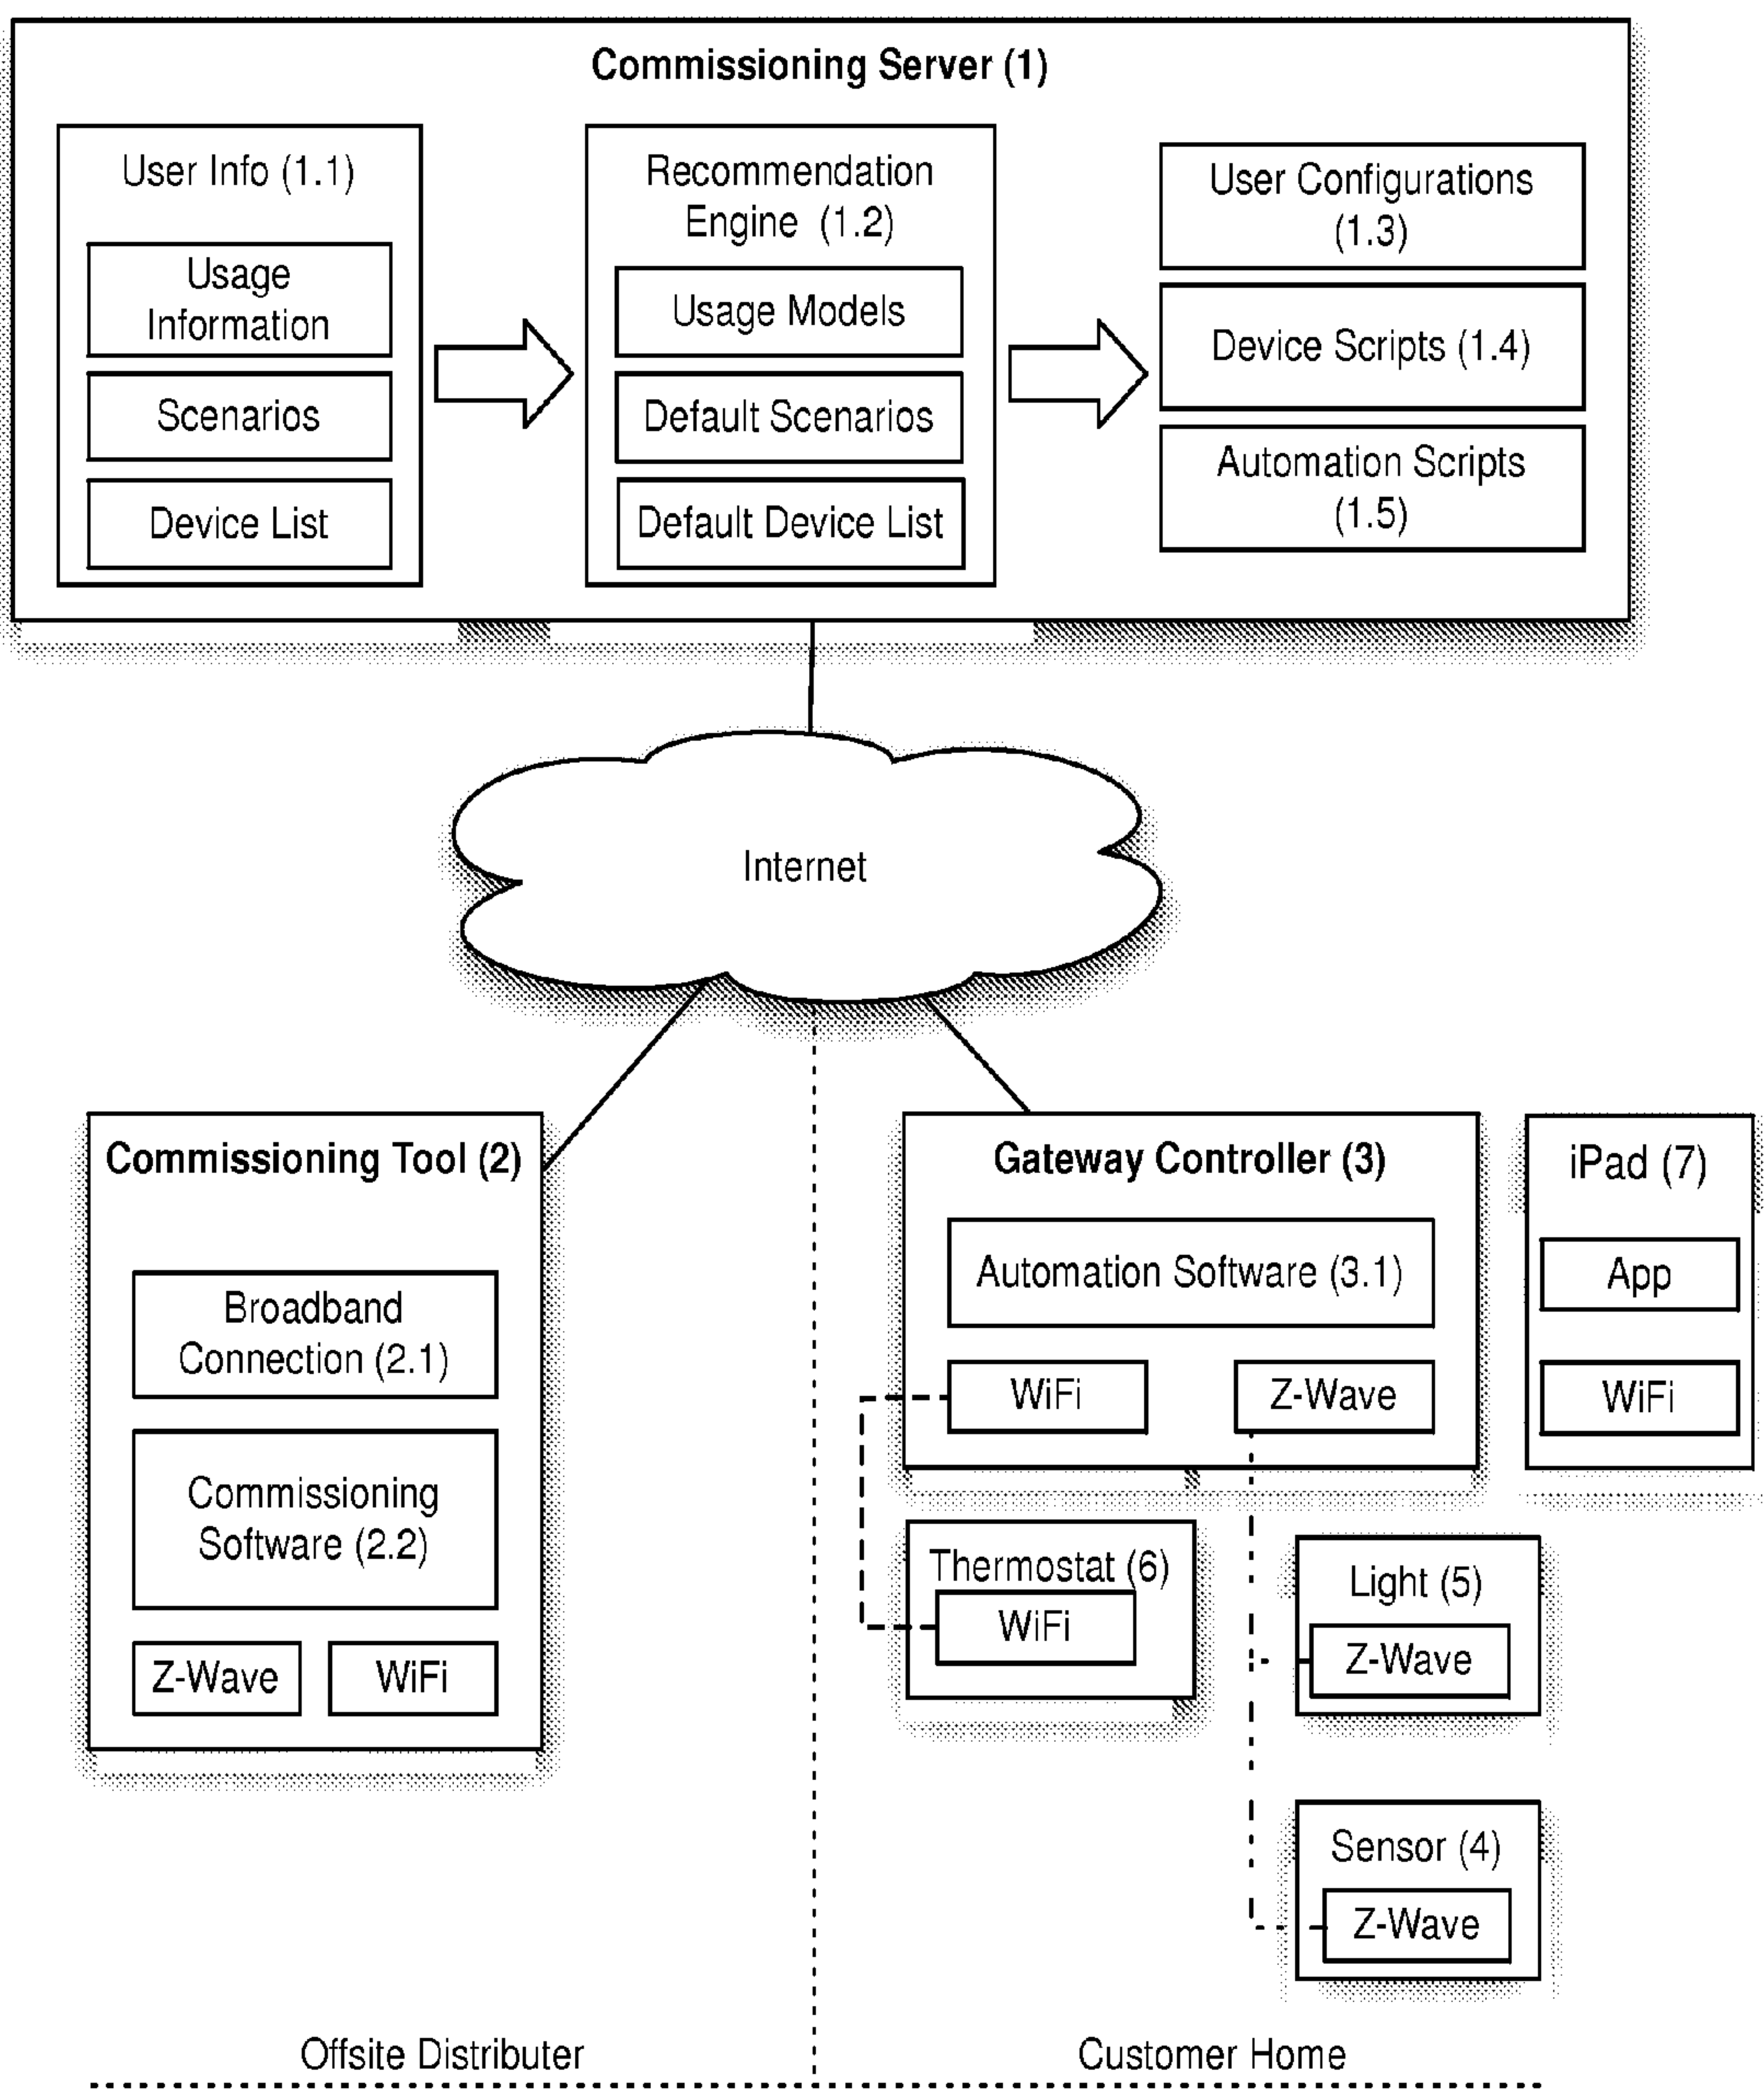 Commissioning Server (1)
User Info (1.1)
Usage
Information
Scenarios
Device List
Recommendation
Engine (1.2)
Usage Models
Default Scenarios
Default Device List
User Configurations
(1.3)
Device Scripts (1.4)
Automation Scripts
(1.5)
Internet
Commissioning Tool (2)
Broadband
Connection (2.1)
Commissioning
Software (2.2)
Z-Wave
WiFi
Gateway Controller (3)
Automation Software (3.1)
WiFi
Z-Wave
iPad (7)
App
WiFi
Thermostat (6)
WiFi
Light (5)
Z-Wave
Sensor (4)
Z-Wave
Offsite Distributer
Customer Home